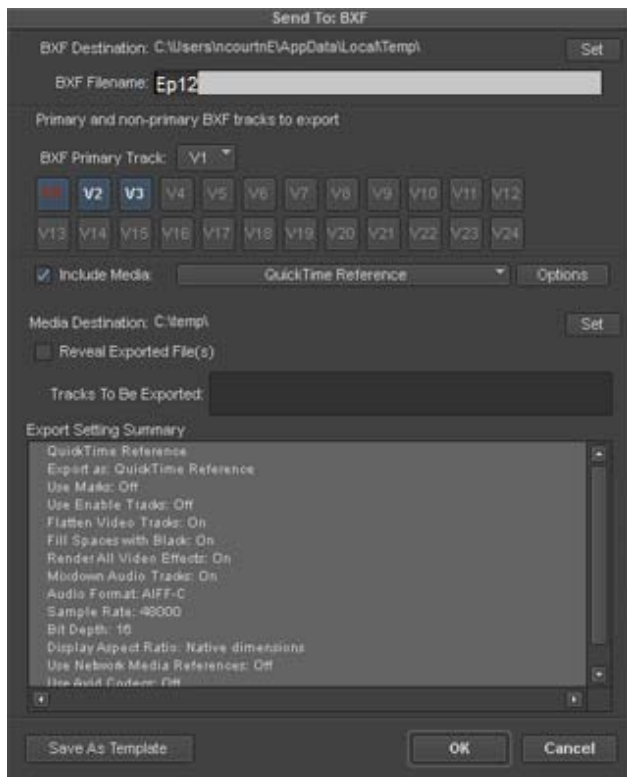 Send To: BXF
BXF Destination: C:\Users\ncourtnE\AppData\Local\Temp\
Set
BXF Filename: Ep12
Primary and non-primary BXF tracks to export
BXF Primary Track: V1
V1 V2 V3 V4 V5 V6 V7 V8 V9 V10 V11 V12
V13 V14 V15 V16 V17 V18 V19 V20 V21 V22 V23 V24
Include Media: QuickTime Reference Options
Media Destination: C:\temp\
Set
Reveal Exported File(s)
Tracks To Be Exported:
Export Setting Summary
QuickTime Reference
Export as: QuickTime Reference
Use Marks: Off
Use Enable Tracks: Off
Flatten Video Tracks: On
Fill Spaces with Black: On
Render All Video Effects: On
Mixdown Audio Tracks: On
Audio Format: AIFF-C
Sample Rate: 48000
Bit Depth: 16
Display Aspect Ratio: Native dimensions
Use Network Media References: Off
Use Avid Codecs: Off
Save As Template OK Cancel